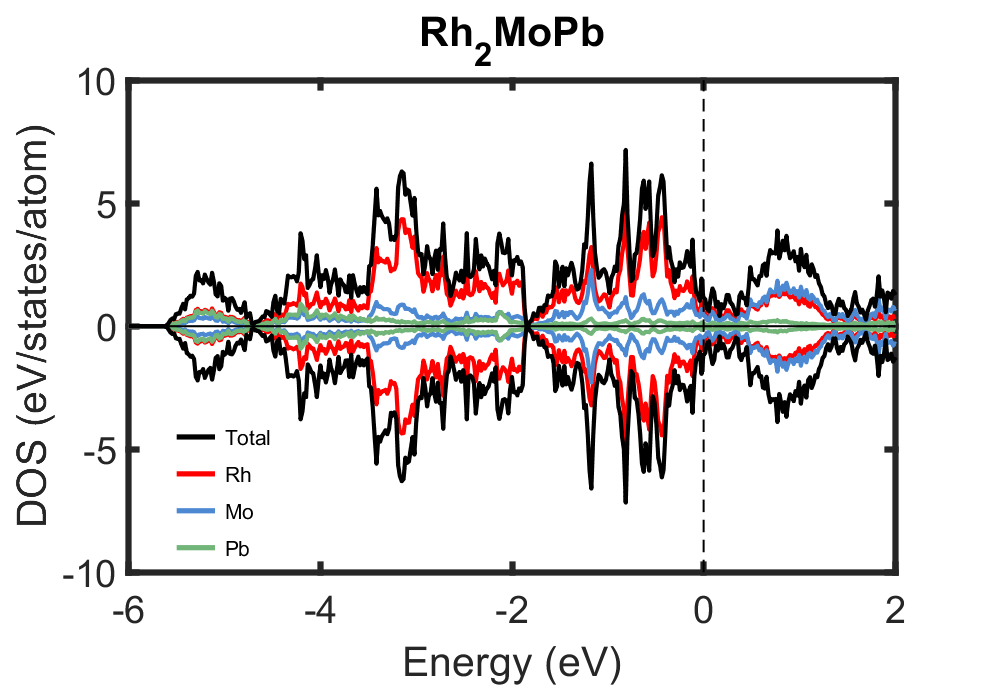 Rh₂MoPb
10
5
0
-5
-10
DOS (eV/states/atom)
Total
Rh
Mo
Pb
-6
-4
-2
0
2
Energy (eV)